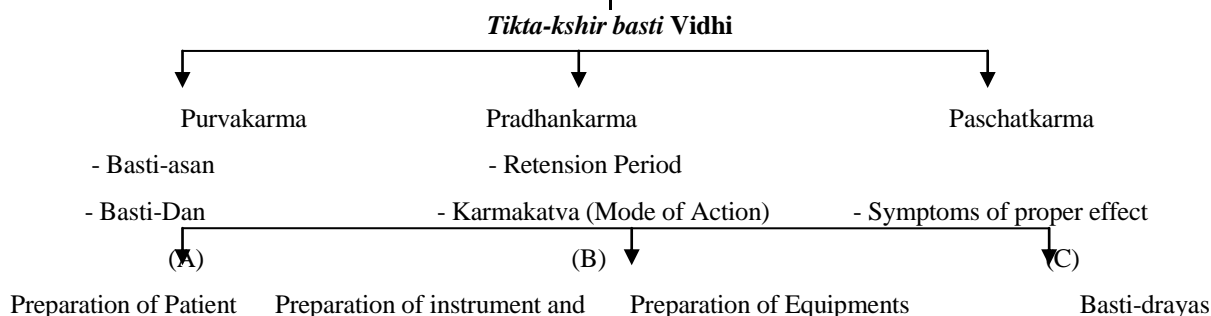 Tikta-kshir basti Vidhi
Purvakarma Pradhankarma Paschatkarma
- Basti-asan - Retension Period
- Basti-Dan - Karmakatva (Mode of Action) - Symptoms of proper effect
(A) (B) (C)
Preparation of Patient Preparation of instrument and Preparation of Equipments Basti-drayas